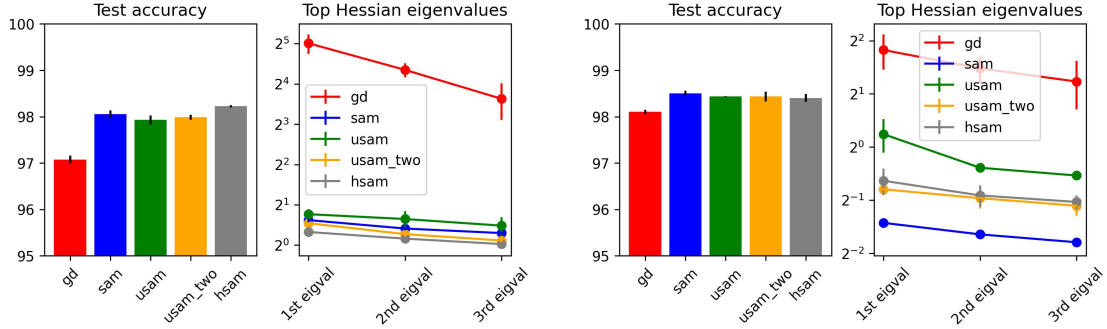 Test accuracy
100
99
98
97
96
95
gd
sam
usam
usam_two
hsam
Top Hessian eigenvalues
2^5
2^4
2^3
2^2
2^1
2^0
gd
sam
usam
usam_two
hsam
1st eigval
2nd eigval
3rd eigval
Test accuracy
100
99
98
97
96
95
gd
sam
usam
usam_two
hsam
Top Hessian eigenvalues
2^2
2^1
2^0
2^−1
2^−2
gd
sam
usam
usam_two
hsam
1st eigval
2nd eigval
3rd eigval